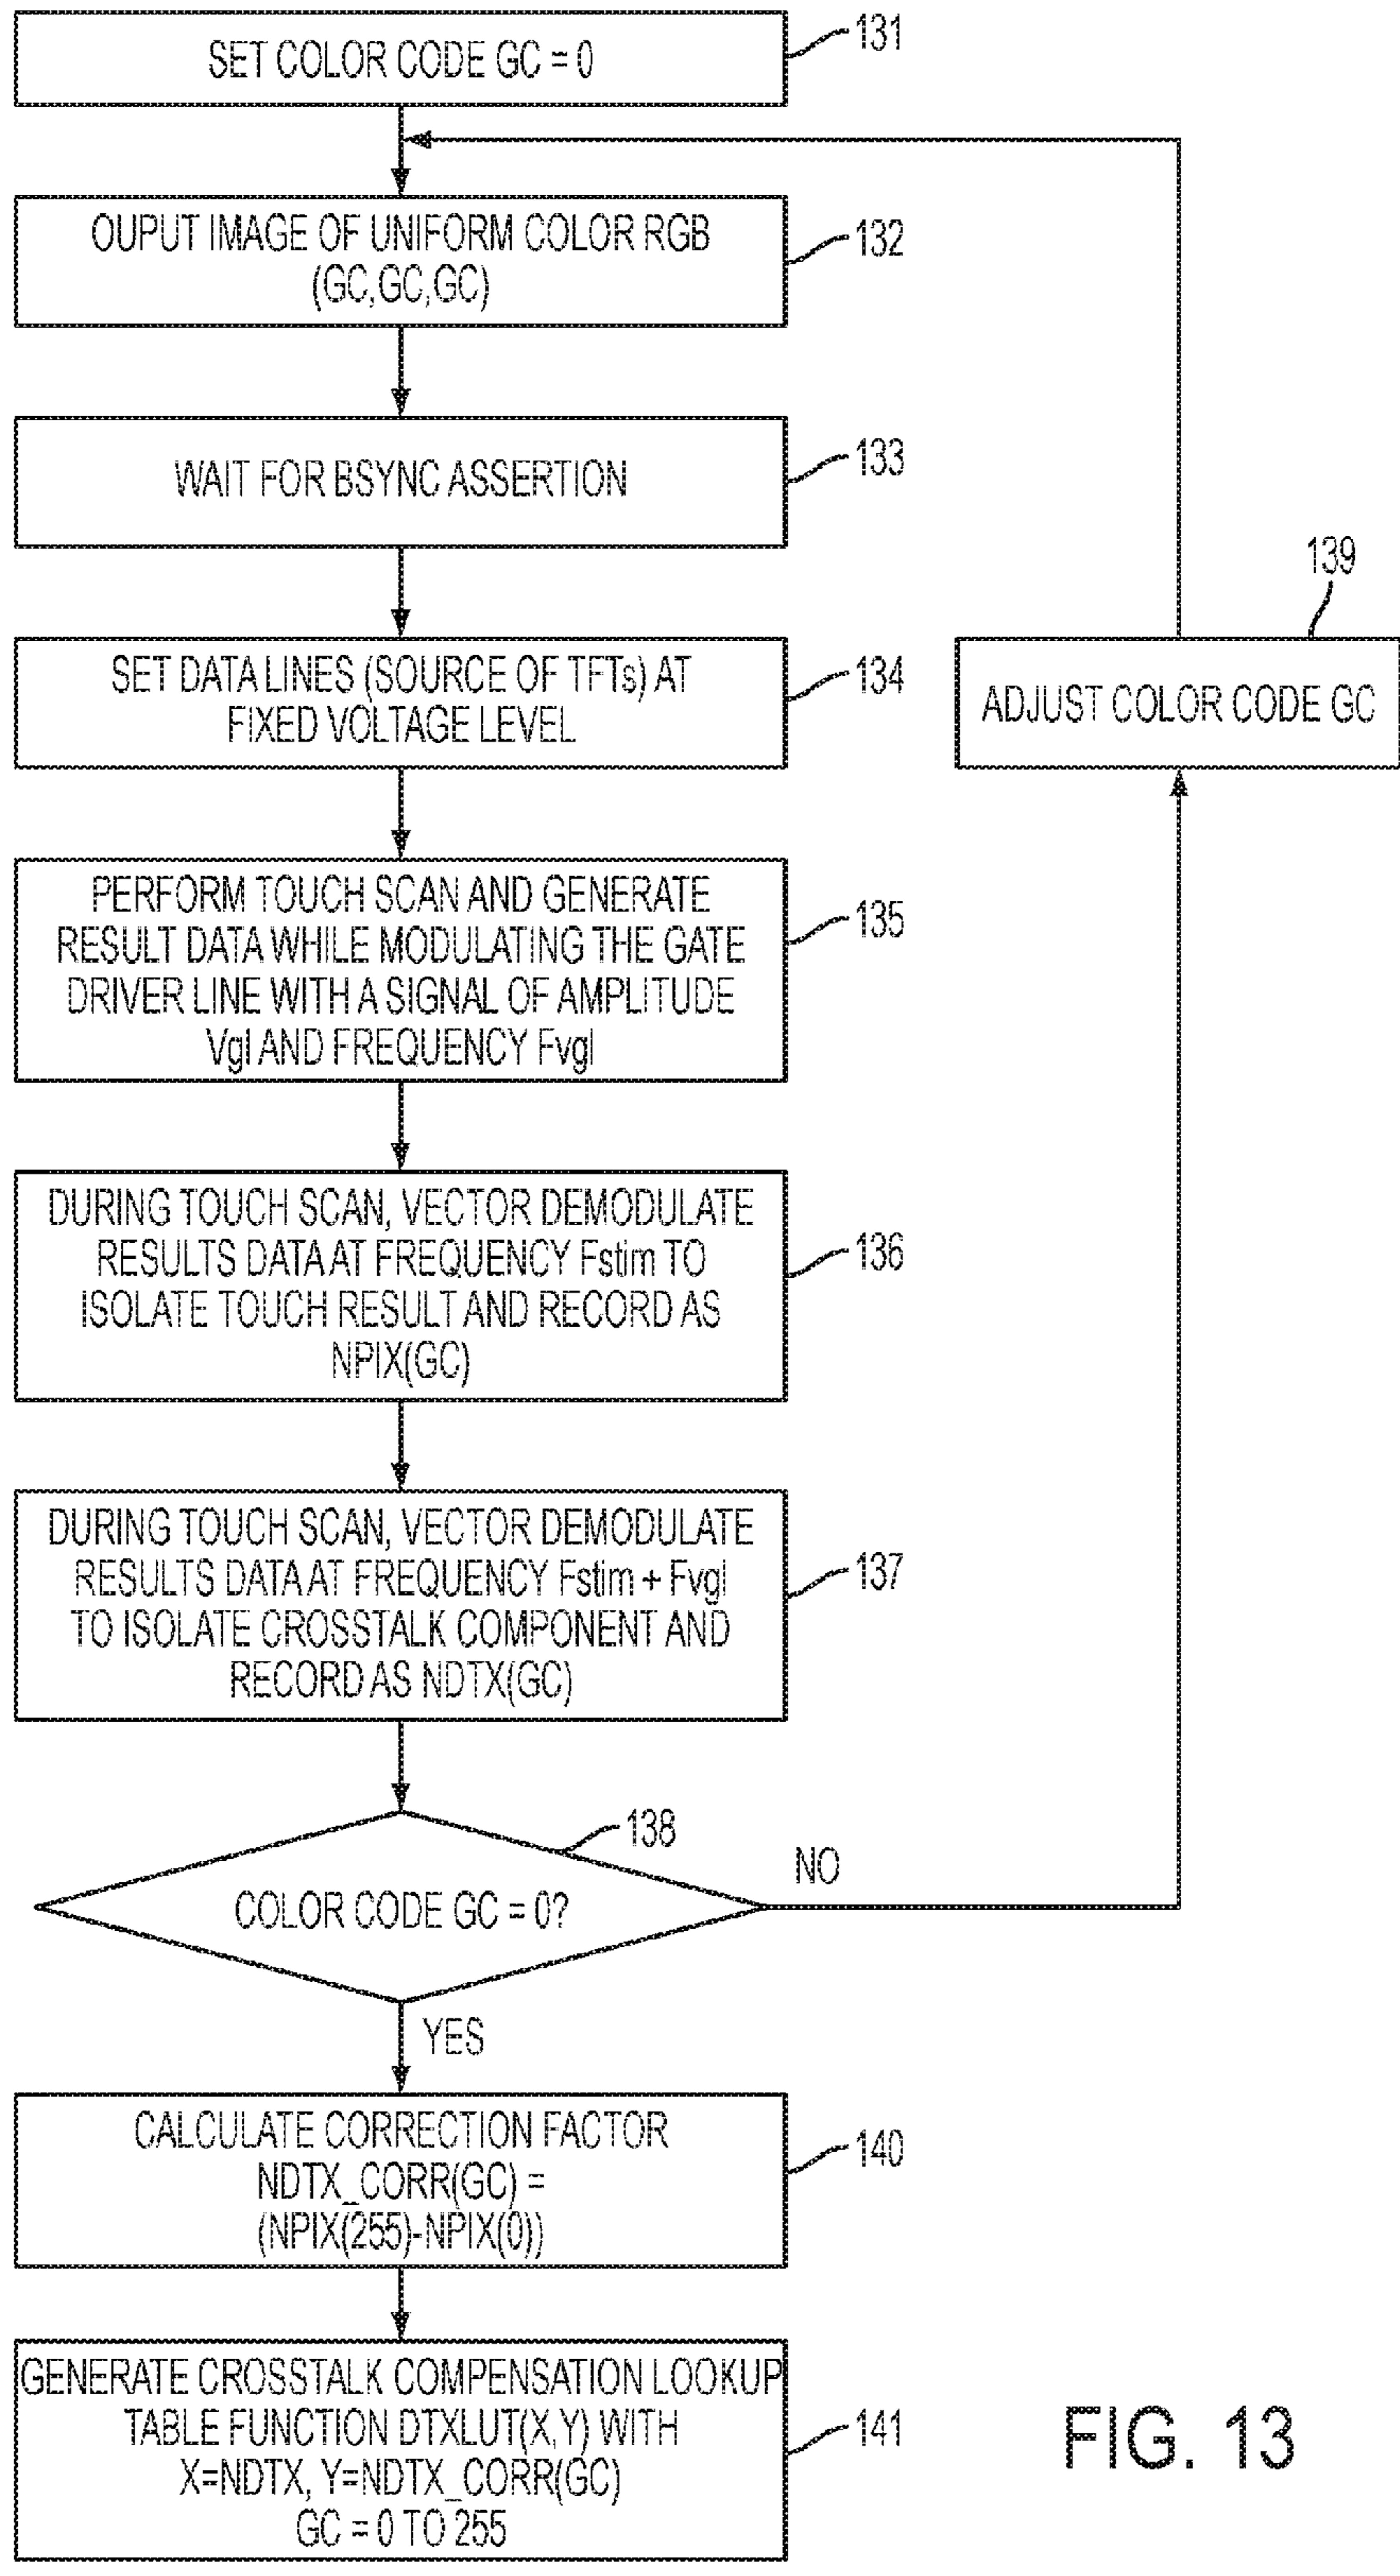 SET COLOR CODE GC = 0
131
OUPUT IMAGE OF UNIFORM COLOR RGB
(GC,GC,GC)
132
WAIT FOR BSYNC ASSERTION
133
SET DATA LINES (SOURCE OF TFTs) AT
FIXED VOLTAGE LEVEL
134
139
ADJUST COLOR CODE GC
PERFORM TOUCH SCAN AND GENERATE
RESULT DATA WHILE MODULATING THE GATE
DRIVER LINE WITH A SIGNAL OF AMPLITUDE
Vgl AND FREQUENCY Fvgl
135
DURING TOUCH SCAN, VECTOR DEMODULATE
RESULTS DATA AT FREQUENCY Fstim TO
ISOLATE TOUCH RESULT AND RECORD AS
NPIX(GC)
136
DURING TOUCH SCAN, VECTOR DEMODULATE
RESULTS DATA AT FREQUENCY Fstim + Fvgl
TO ISOLATE CROSSTALK COMPONENT AND
RECORD AS NDTX(GC)
137
138
COLOR CODE GC = 0?
NO
YES
CALCULATE CORRECTION FACTOR
NDTX_CORR(GC) =
(NPIX(255)-NPIX(0))
140
GENERATE CROSSTALK COMPENSATION LOOKUP
TABLE FUNCTION DTXLUT(X,Y) WITH
X=NDTX, Y=NDTX_CORR(GC)
GC = 0 TO 255
141
FIG. 13